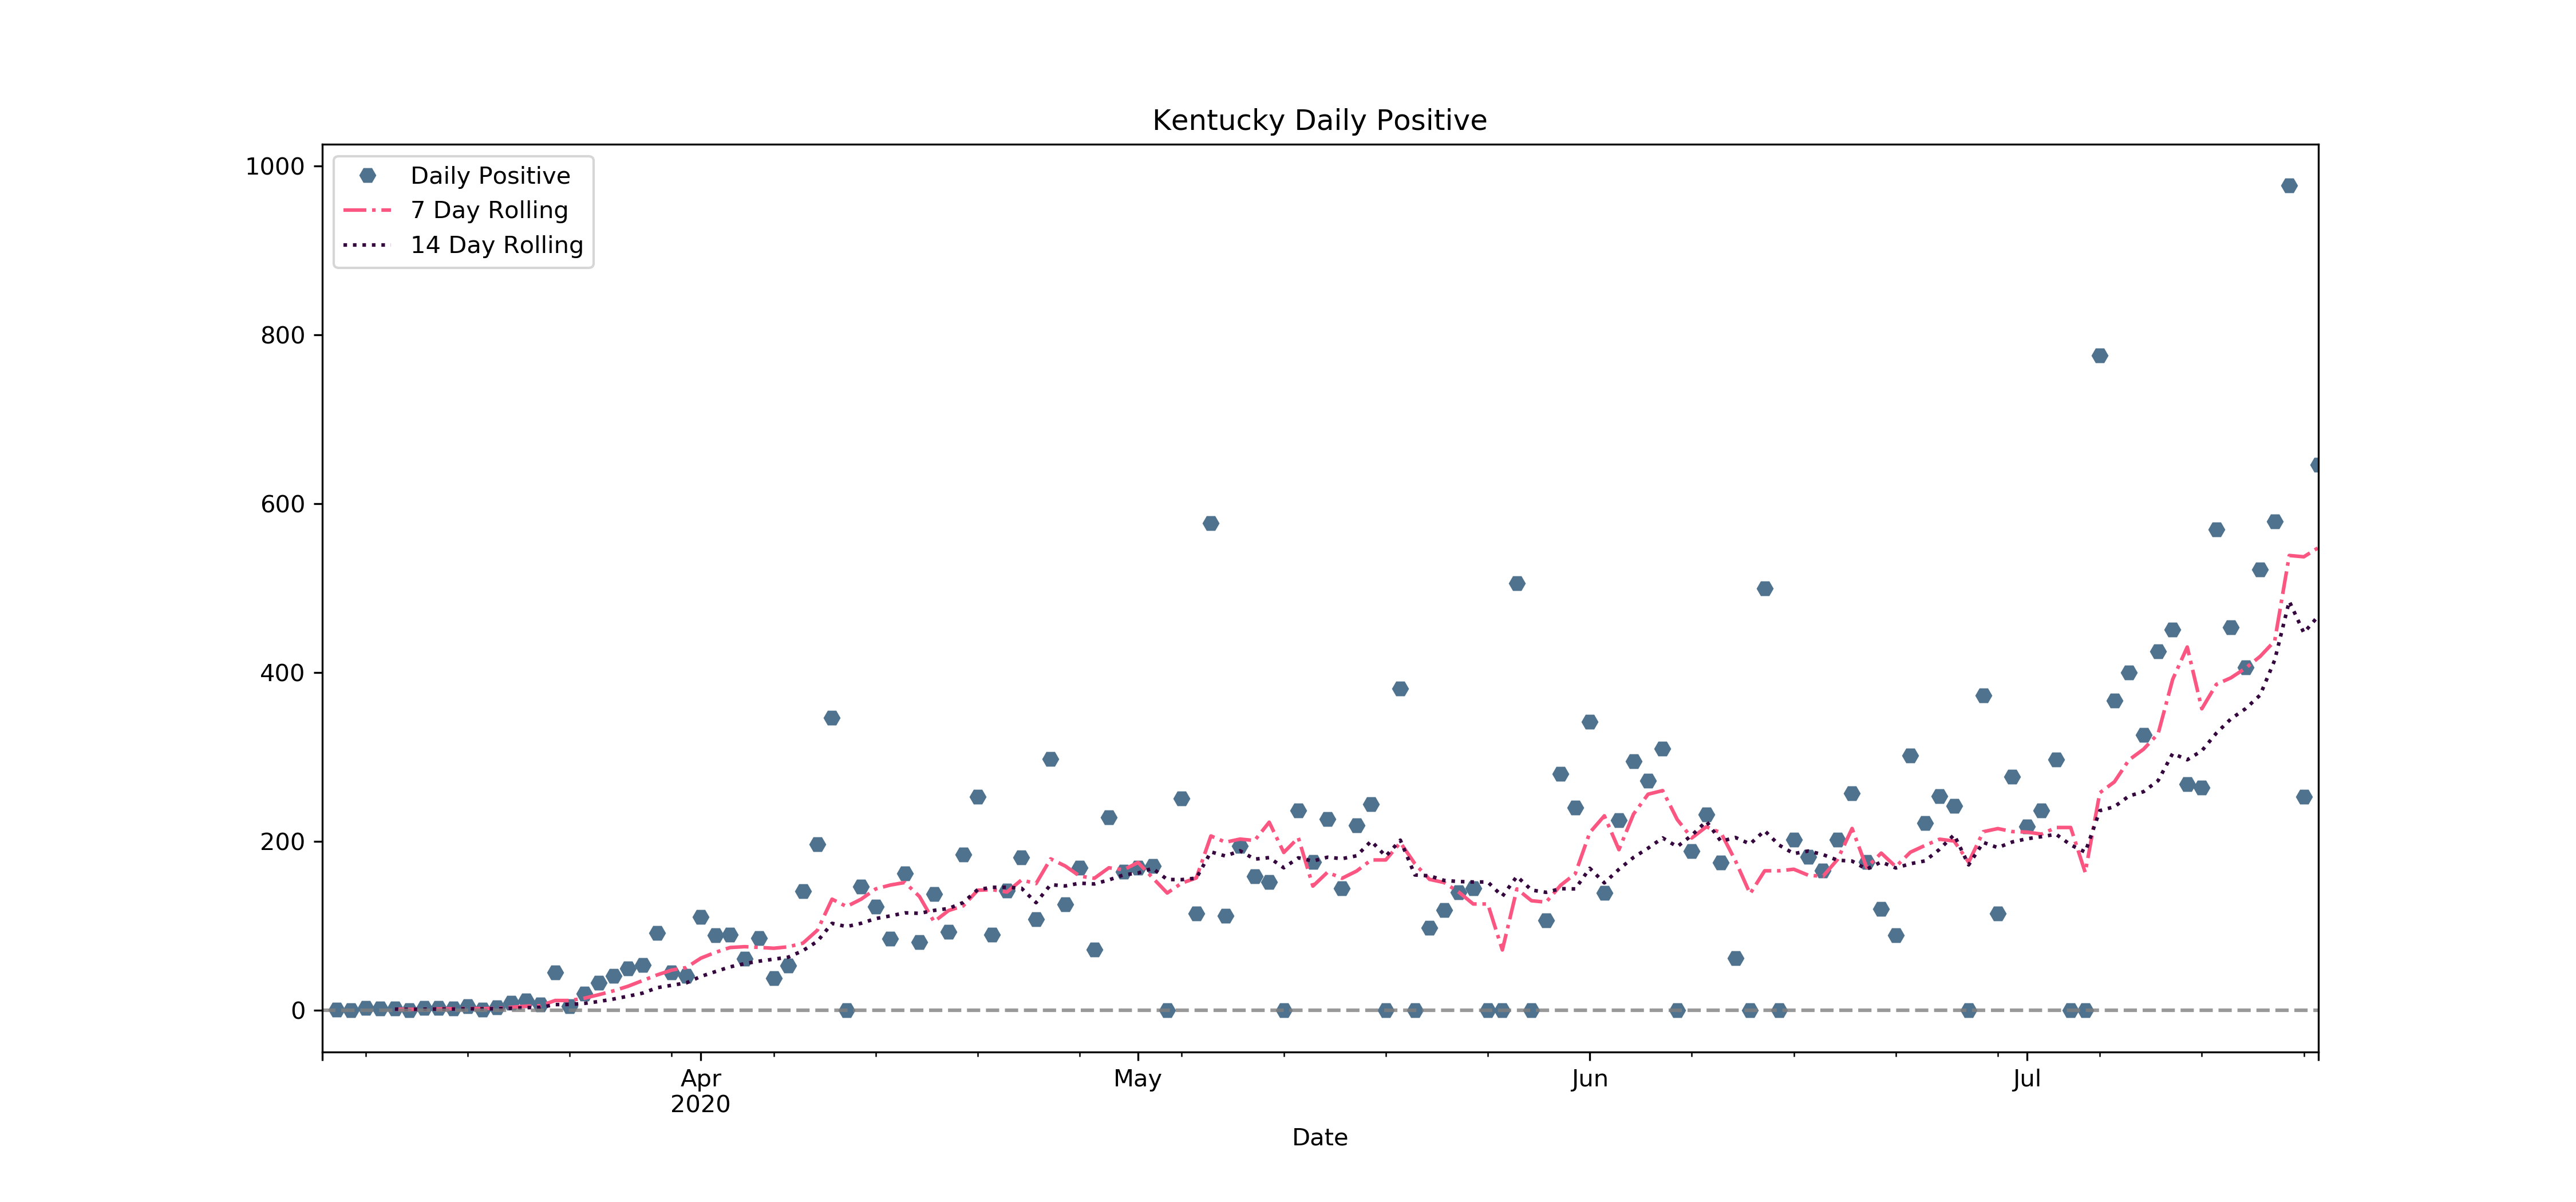 Kentucky Daily Positive
1000
800
600
400
200
0
Daily Positive
7 Day Rolling
14 Day Rolling
Apr
2020
May
Jun
Jul
Date